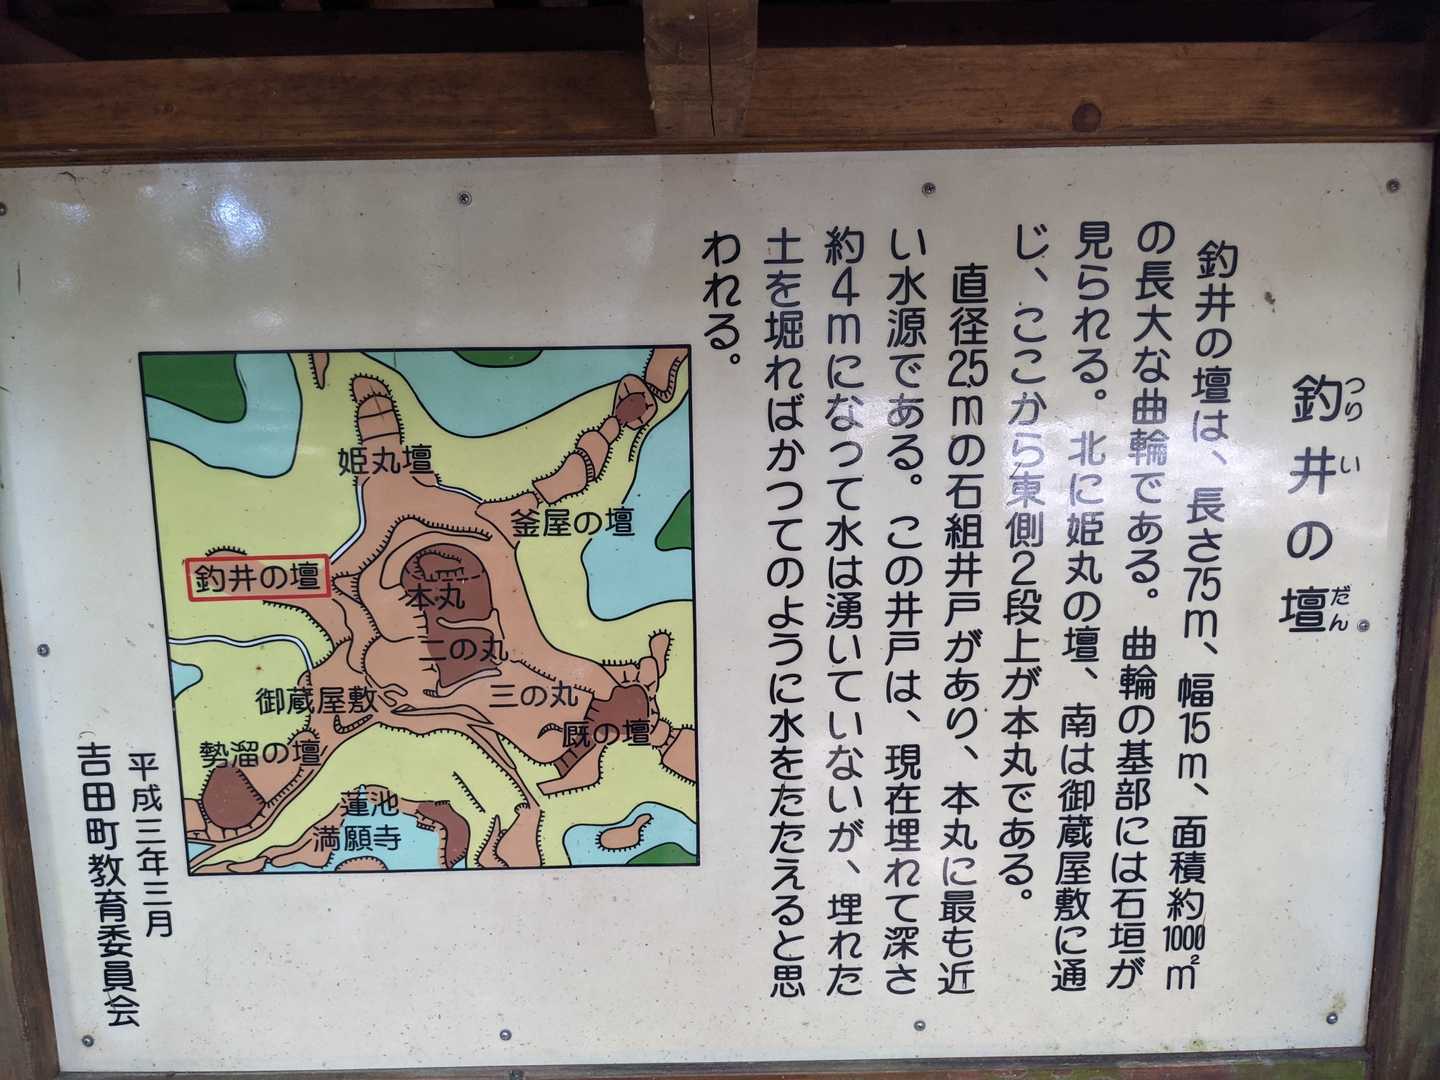 釣井の壇
つり い だん
釣井の壇は、長さ75m、幅15m、面積約1000㎡
の長大な曲輪である。曲輪の基部には石垣が
見られる。北に姫丸の壇、南は御蔵屋敷に通
じ、ここから東側2段上が本丸である。
直径2.5mの石組井戸があり、本丸に最も近
い水源である。この井戸は、現在埋れて深さ
約4mになって水は湧いていないが、埋れた
土を堀ればかつてのように水をたたえると思
われる。
姫丸壇
釜屋の壇
釣井の壇
本丸
二の丸
御蔵屋敷
三の丸
厩の壇
勢溜の壇
蓮池
満願寺
平成三年三月
吉田町教育委員会